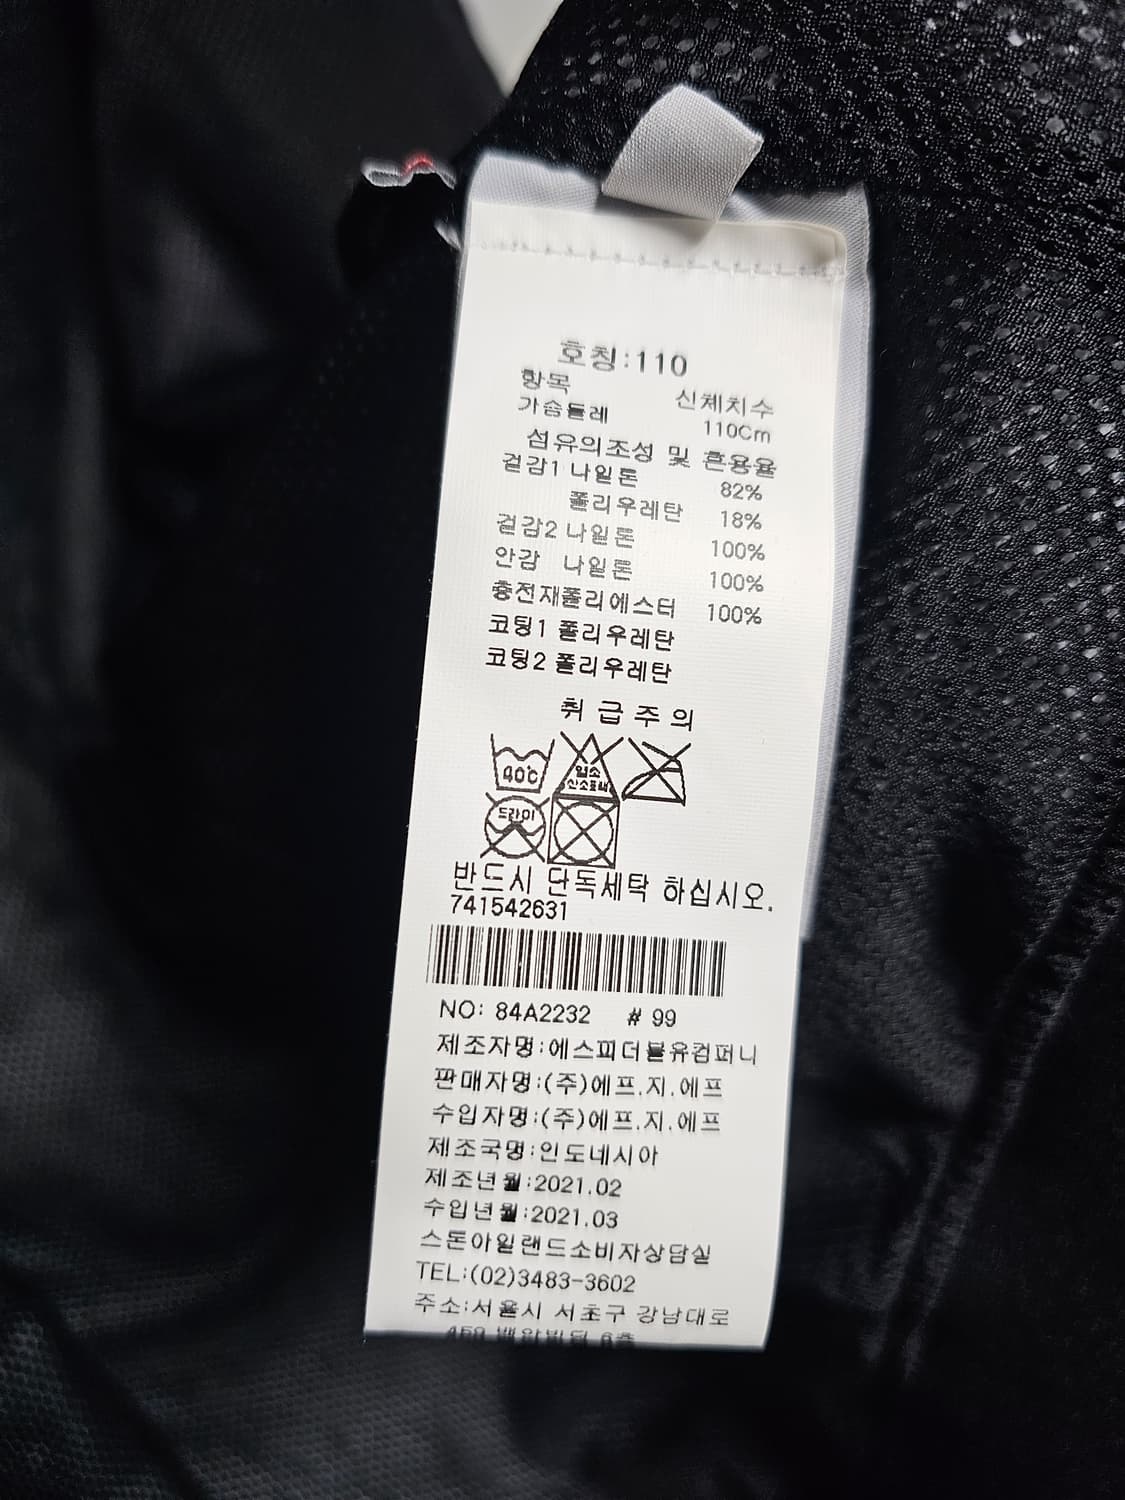 호칭:110
항목 신체치수
가슴둘레 110Cm
섬유의조성 및 혼용율
겉감1 나일론 82%
폴리우레탄 18%
겉감2 나일론 100%
안감 나일론 100%
충전재폴리에스터 100%
코팅1 폴리우레탄
코팅2 폴리우레탄
취급주의
40℃ 염소 산소표백
드라이
반드시 단독세탁 하십시오.
741542631
NO: 84A2232 # 99
제조자명:에스피더블유컴퍼니
판매자명:(주)에프.지.에프
수입자명:(주)에프.지.에프
제조국명:인도네시아
제조년월:2021.02
수입년월:2021.03
스톤아일랜드소비자상담실
TEL:(02)3483-3602
주소:서울시 서초구 강남대로